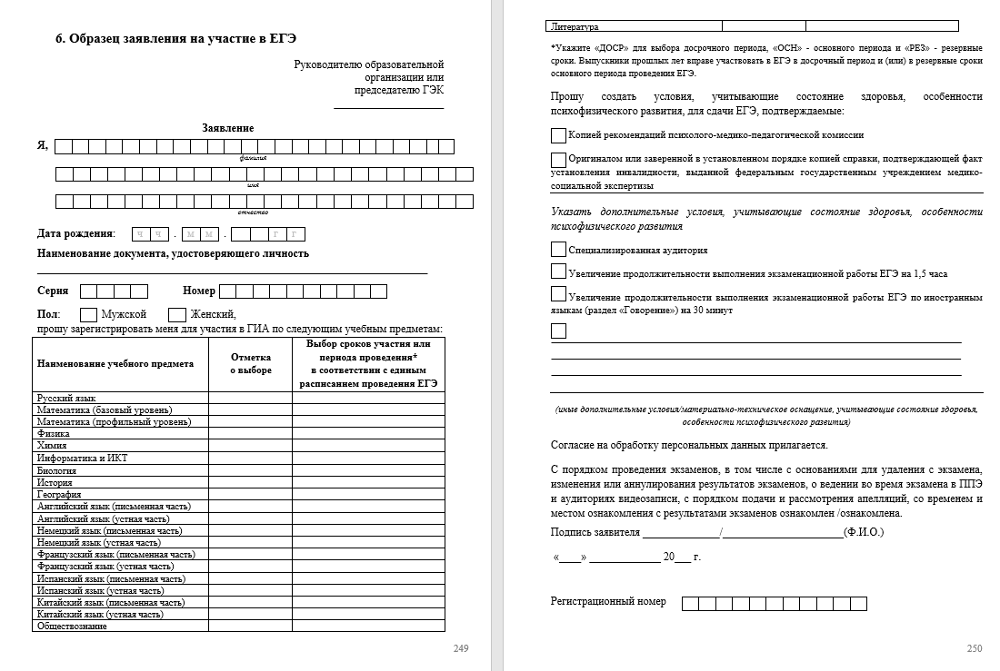 6. Образец заявления на участие в ЕГЭ
Руководителю образовательной
организации или
председателю ГЭК
Заявление
Я,
фамилия
имя
отчество
Дата рождения: ч ч . м м . г г
Наименование документа, удостоверяющего личность
Серия Номер
Пол: Мужской Женский,
прошу зарегистрировать меня для участия в ГИА по следующим учебным предметам:
Наименование учебного предмета
Отметка
о выборе
Выбор сроков участия или
периода проведения*
в соответствии с единым
расписанием проведения ЕГЭ
Русский язык
Математика (базовый уровень)
Математика (профильный уровень)
Физика
Химия
Информатика и ИКТ
Биология
История
География
Английский язык (письменная часть)
Английский язык (устная часть)
Немецкий язык (письменная часть)
Немецкий язык (устная часть)
Французский язык (письменная часть)
Французский язык (устная часть)
Испанский язык (письменная часть)
Испанский язык (устная часть)
Китайский язык (письменная часть)
Китайский язык (устная часть)
Обществознание
249
Литература
*Укажите «ДОСР» для выбора досрочного периода, «ОСН» - основного периода и «РЕЗ» - резервные
сроки. Выпускники прошлых лет вправе участвовать в ЕГЭ в досрочный период и (или) в резервные сроки
основного периода проведения ЕГЭ.
Прошу создать условия, учитывающие состояние здоровья, особенности
психофизического развития, для сдачи ЕГЭ, подтверждаемые:
Копией рекомендаций психолого-медико-педагогической комиссии
Оригиналом или заверенной в установленном порядке копией справки, подтверждающей факт
установления инвалидности, выданной федеральным государственным учреждением медико-
социальной экспертизы
Указать дополнительные условия, учитывающие состояние здоровья, особенности
психофизического развития
Специализированная аудитория
Увеличение продолжительности выполнения экзаменационной работы ЕГЭ на 1,5 часа
Увеличение продолжительности выполнения экзаменационной работы ЕГЭ по иностранным
языкам (раздел «Говорение») на 30 минут
(иные дополнительные условия/материально-техническое оснащение, учитывающие состояние здоровья,
особенности психофизического развития)
Согласие на обработку персональных данных прилагается.
С порядком проведения экзаменов, в том числе с основаниями для удаления с экзамена,
изменения или аннулирования результатов экзаменов, о ведении во время экзамена в ППЭ
и аудиториях видеозаписи, с порядком подачи и рассмотрения апелляций, со временем и
местом ознакомления с результатами экзаменов ознакомлен /ознакомлена.
Подпись заявителя ______________/______________________(Ф.И.О.)
«____» _____________ 20___ г.
Регистрационный номер
250